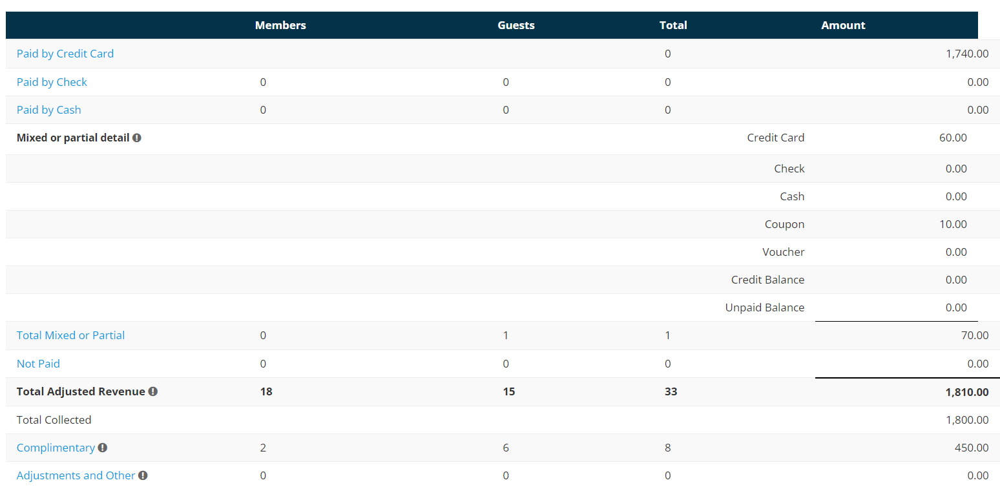 Members Guests Total Amount
Paid by Credit Card 0 1,740.00
Paid by Check 0 0 0 0.00
Paid by Cash 0 0 0 0.00
Mixed or partial detail Credit Card 60.00
Check 0.00
Cash 0.00
Coupon 10.00
Voucher 0.00
Credit Balance 0.00
Unpaid Balance 0.00
Total Mixed or Partial 0 1 1 70.00
Not Paid 0 0 0 0.00
Total Adjusted Revenue 18 15 33 1,810.00
Total Collected 1,800.00
Complimentary 2 6 8 450.00
Adjustments and Other 0 0 0 0.00